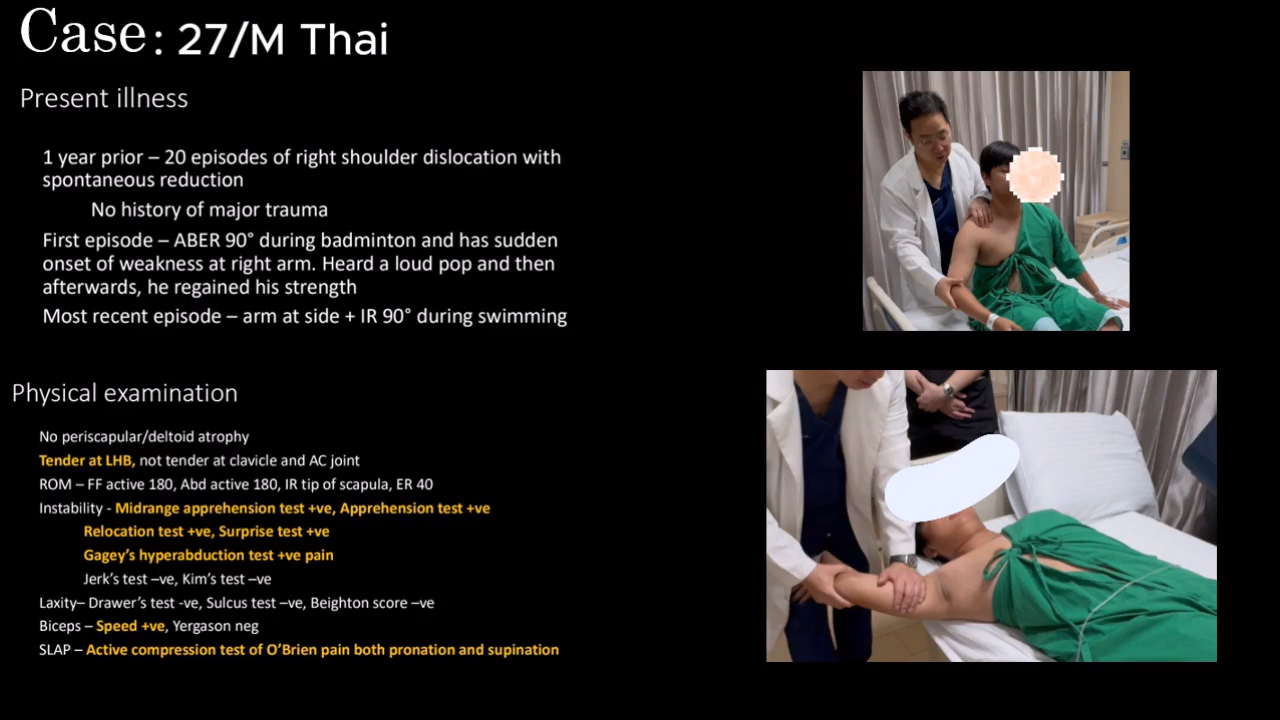 Case: 27/M Thai
Present illness
1 year prior – 20 episodes of right shoulder dislocation with
spontaneous reduction
No history of major trauma
First episode – ABER 90° during badminton and has sudden
onset of weakness at right arm. Heard a loud pop and then
afterwards, he regained his strength
Most recent episode – arm at side + IR 90° during swimming
Physical examination
No periscapular/deltoid atrophy
Tender at LHB, not tender at clavicle and AC joint
ROM – FF active 180, Abd active 180, IR tip of scapula, ER 40
Instability - Midrange apprehension test +ve, Apprehension test +ve
Relocation test +ve, Surprise test +ve
Gagey's hyperabduction test +ve pain
Jerk's test –ve, Kim's test –ve
Laxity– Drawer's test -ve, Sulcus test –ve, Beighton score –ve
Biceps – Speed +ve, Yergason neg
SLAP – Active compression test of O'Brien pain both pronation and supination